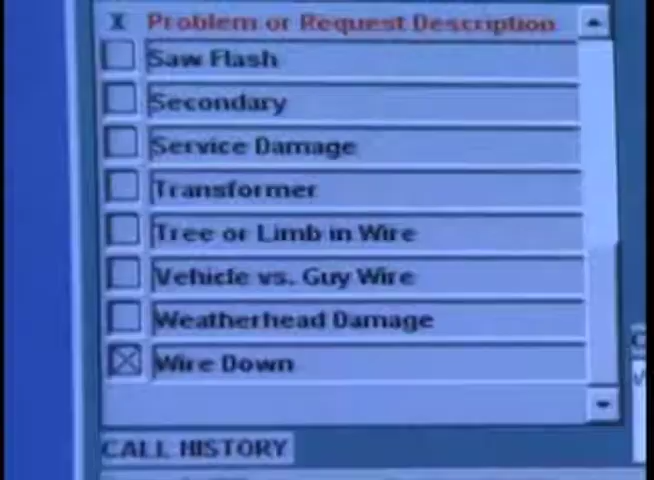 X Problem or Request Description
Saw Flash
Secondary
Service Damage
Transformer
Tree or Limb in Wire
Vehicle vs. Guy Wire
Weatherhead Damage
Wire Down
CALL HISTORY